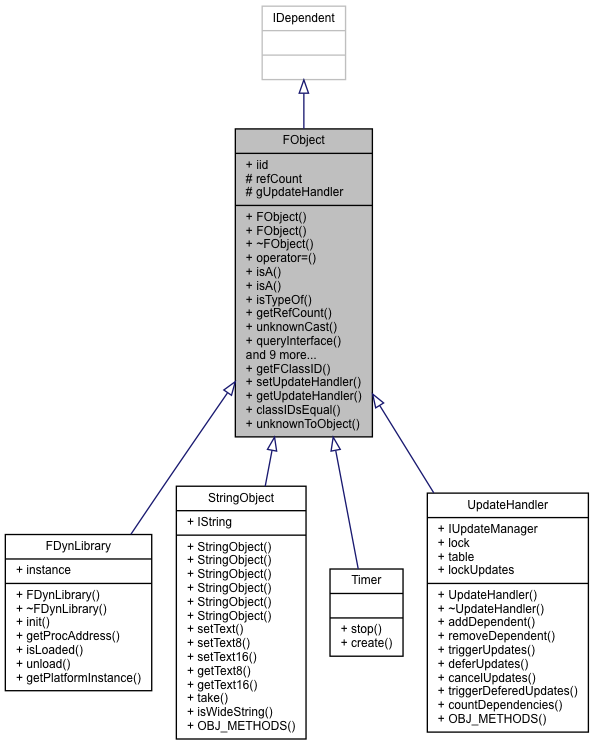 IDependent
FObject
+ iid
# refCount
# gUpdateHandler
+ FObject()
+ FObject()
+ ~FObject()
+ operator=()
+ isA()
+ isA()
+ isTypeOf()
+ getRefCount()
+ unknownCast()
+ queryInterface()
and 9 more...
+ getFClassID()
+ setUpdateHandler()
+ getUpdateHandler()
+ classIDsEqual()
+ unknownToObject()
FDynLibrary
+ instance
+ FDynLibrary()
+ ~FDynLibrary()
+ init()
+ getProcAddress()
+ isLoaded()
+ unload()
+ getPlatformInstance()
StringObject
+ IString
+ StringObject()
+ StringObject()
+ StringObject()
+ StringObject()
+ StringObject()
+ StringObject()
+ setText()
+ setText8()
+ setText16()
+ getText8()
+ getText16()
+ take()
+ isWideString()
+ OBJ_METHODS()
Timer
+ stop()
+ create()
UpdateHandler
+ IUpdateManager
+ lock
+ table
+ lockUpdates
+ UpdateHandler()
+ ~UpdateHandler()
+ addDependent()
+ removeDependent()
+ triggerUpdates()
+ deferUpdates()
+ cancelUpdates()
+ triggerDeferedUpdates()
+ countDependencies()
+ OBJ_METHODS()